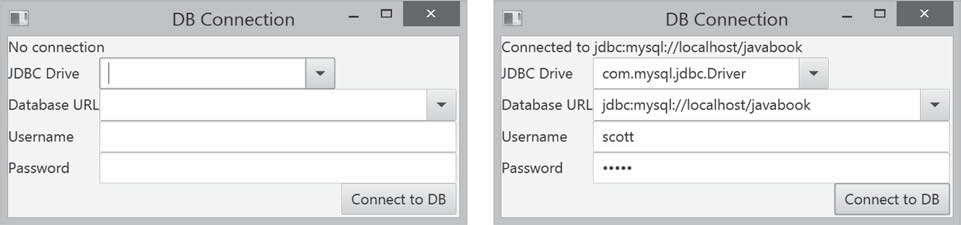 DB Connection
No connection
JDBC Drive
Database URL
Username
Password
Connect to DB
DB Connection
Connected to jdbc:mysql://localhost/javabook
JDBC Drive com.mysql.jdbc.Driver
Database URL jdbc:mysql://localhost/javabook
Username scott
Password •••••
Connect to DB